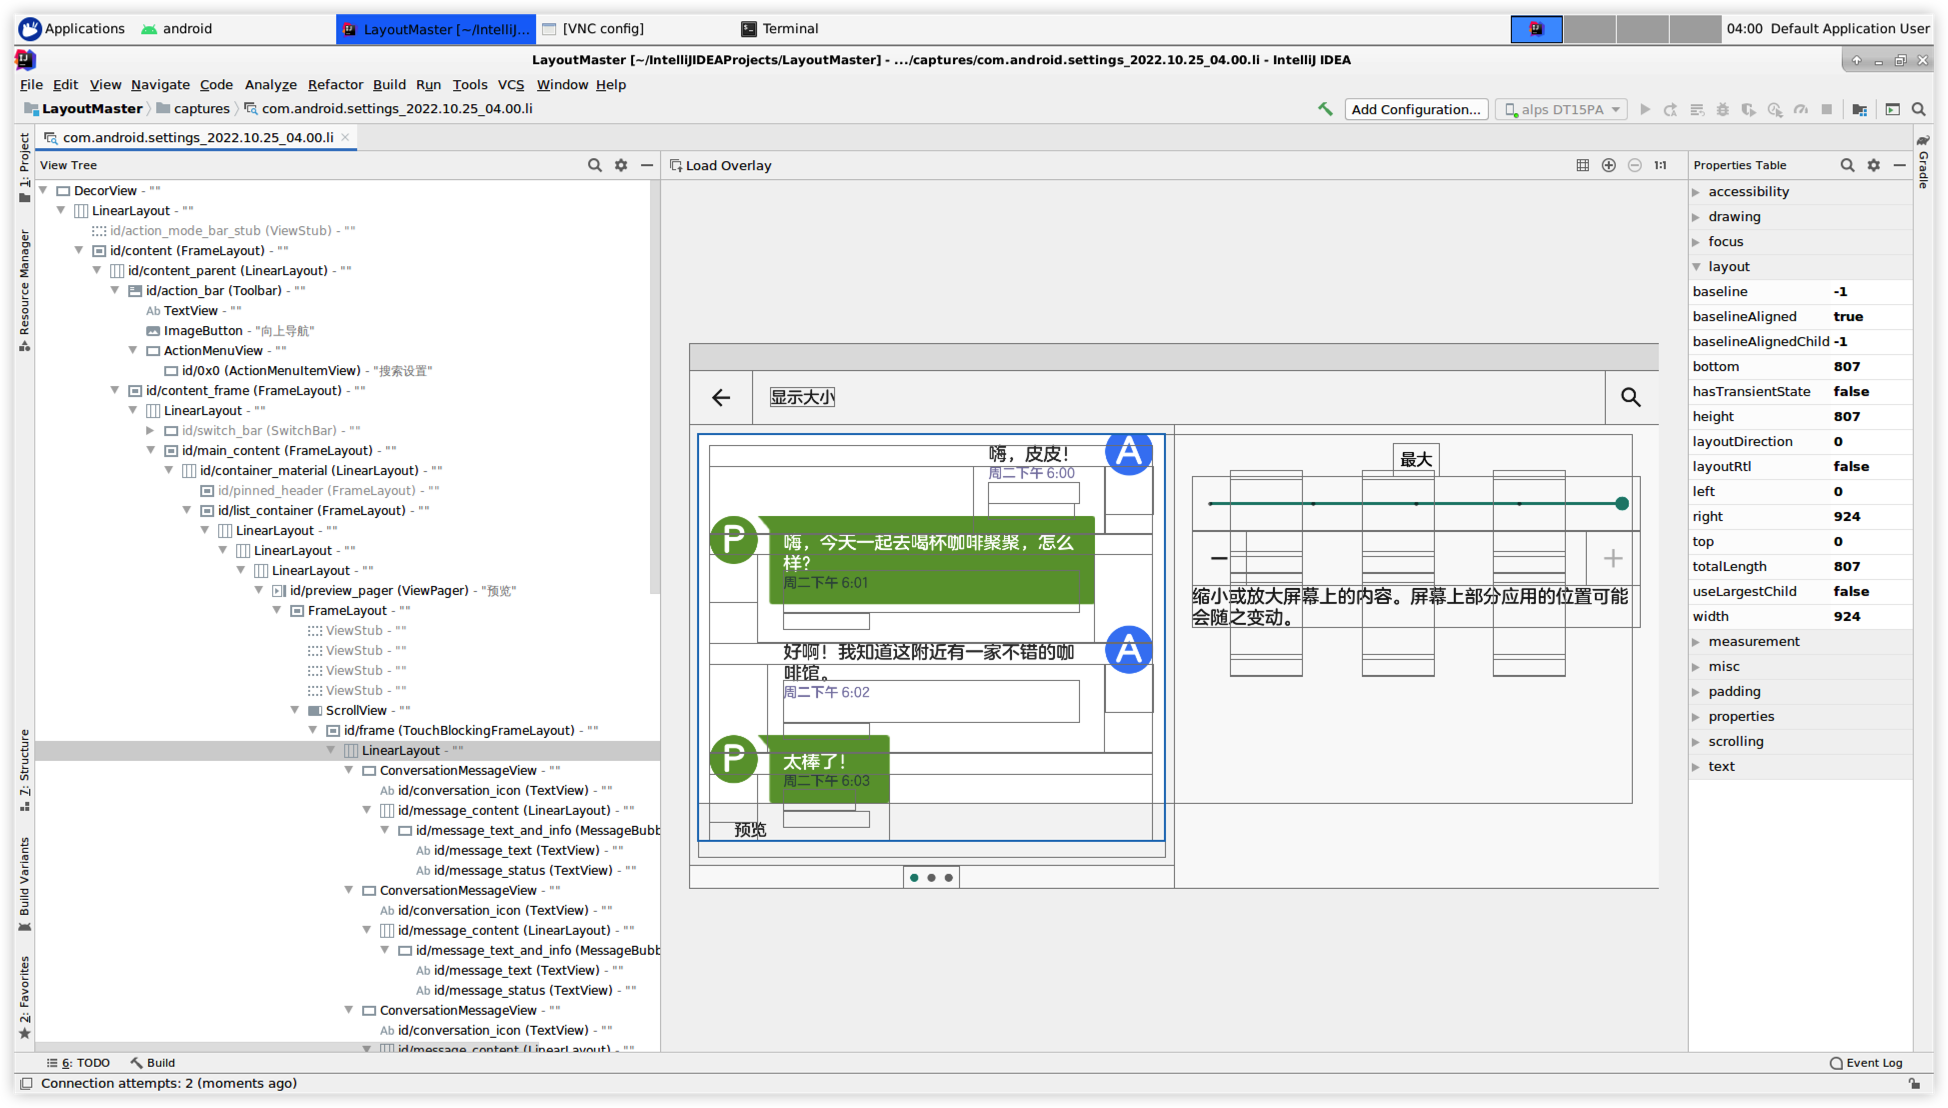 Applications
android
LayoutMaster [~/IntelliJ...
[VNC config]
Terminal
04:00 Default Application User
LayoutMaster [~/IntelliJIDEAProjects/LayoutMaster] - .../captures/com.android.settings_2022.10.25_04.00.li - IntelliJ IDEA
File Edit View Navigate Code Analyze Refactor Build Run Tools VCS Window Help
LayoutMaster captures com.android.settings_2022.10.25_04.00.li
Add Configuration...
alps DT15PA
com.android.settings_2022.10.25_04.00.li
1: Project
Resource Manager
7: Structure
Build Variants
2: Favorites
Gradle
View Tree
DecorView - ""
LinearLayout - ""
id/action_mode_bar_stub (ViewStub) - ""
id/content (FrameLayout) - ""
id/content_parent (LinearLayout) - ""
id/action_bar (Toolbar) - ""
Ab TextView - ""
ImageButton - "向上导航"
ActionMenuView - ""
id/0x0 (ActionMenuItemView) - "搜索设置"
id/content_frame (FrameLayout) - ""
LinearLayout - ""
id/switch_bar (SwitchBar) - ""
id/main_content (FrameLayout) - ""
id/container_material (LinearLayout) - ""
id/pinned_header (FrameLayout) - ""
id/list_container (FrameLayout) - ""
LinearLayout - ""
LinearLayout - ""
LinearLayout - ""
id/preview_pager (ViewPager) - "预览"
FrameLayout - ""
ViewStub - ""
ViewStub - ""
ViewStub - ""
ViewStub - ""
ScrollView - ""
id/frame (TouchBlockingFrameLayout) - ""
LinearLayout - ""
ConversationMessageView - ""
Ab id/conversation_icon (TextView) - ""
id/message_content (LinearLayout) - ""
id/message_text_and_info (MessageBubb
Ab id/message_text (TextView) - ""
Ab id/message_status (TextView) - ""
ConversationMessageView - ""
Ab id/conversation_icon (TextView) - ""
id/message_content (LinearLayout) - ""
id/message_text_and_info (MessageBubb
Ab id/message_text (TextView) - ""
Ab id/message_status (TextView) - ""
ConversationMessageView - ""
Ab id/conversation_icon (TextView) - ""
id/message_content (LinearLayout) - ""
Load Overlay
1:1
显示大小
嗨，皮皮！
周二下午 6:00
A
P
嗨，今天一起去喝杯咖啡聚聚，怎么
样？
周二下午 6:01
好啊！我知道这附近有一家不错的咖
啡馆。
周二下午 6:02
A
P
太棒了！
周二下午 6:03
预览
最大
缩小或放大屏幕上的内容。屏幕上部分应用的位置可能
会随之变动。
Properties Table
accessibility
drawing
focus
layout
baseline -1
baselineAligned true
baselineAlignedChild -1
bottom 807
hasTransientState false
height 807
layoutDirection 0
layoutRtl false
left 0
right 924
top 0
totalLength 807
useLargestChild false
width 924
measurement
misc
padding
properties
scrolling
text
6: TODO
Build
Event Log
Connection attempts: 2 (moments ago)